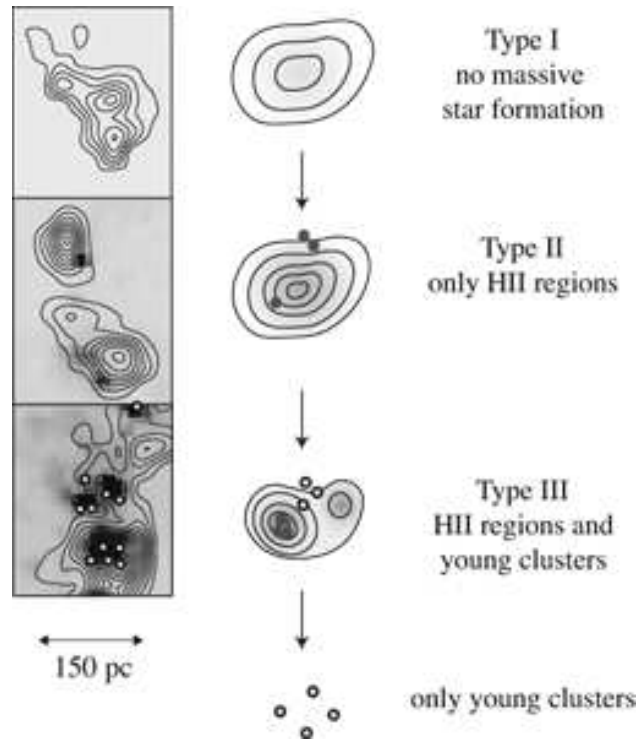 Type I
no massive
star formation
Type II
only HII regions
Type III
HII regions and
young clusters
150 pc
only young clusters